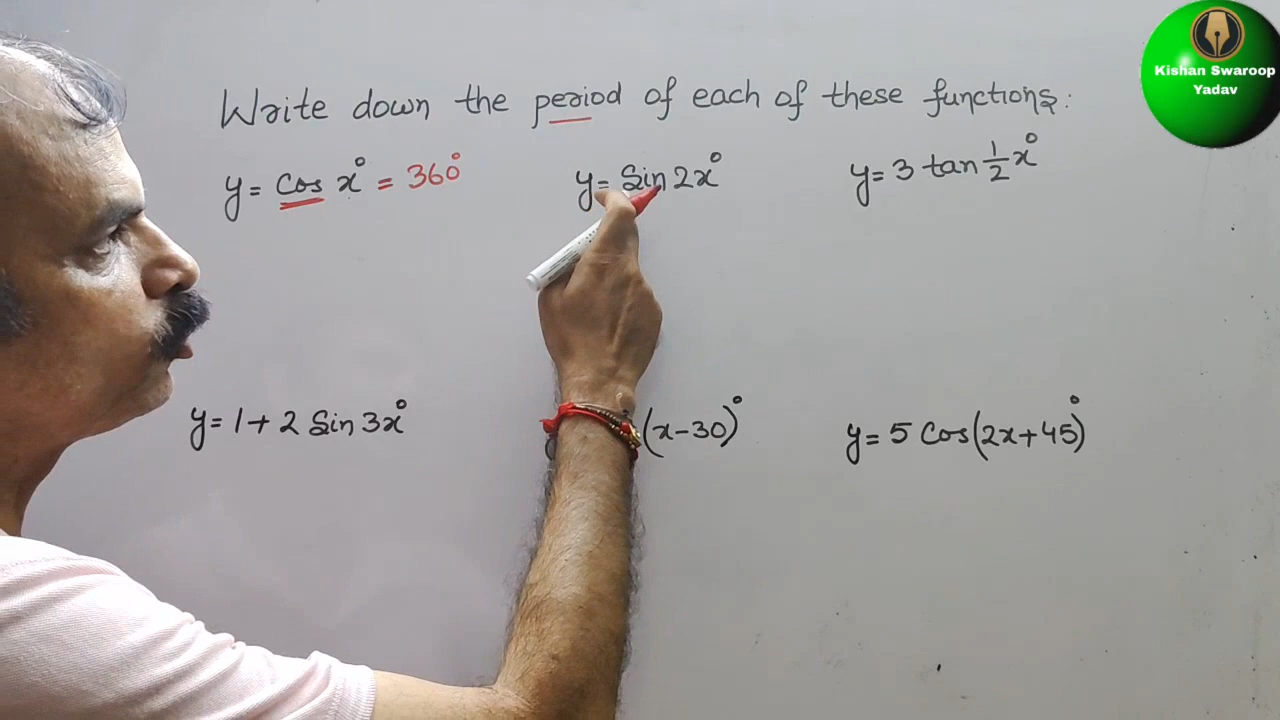 Write down the period of each of these functions:
y = cos x° = 360°
y = Sin 2x°
y = 3 tan 1/2 x°
y = 1 + 2 Sin 3x°
(x-30)°
y = 5 Cos(2x+45)°
Kishan Swaroop
Yadav